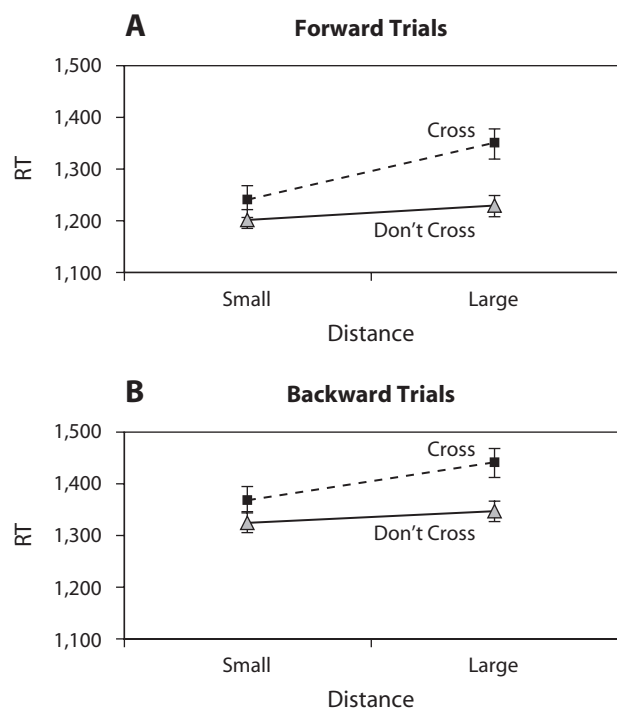 A Forward Trials
1,500
1,400
1,300
1,200
1,100
RT
Cross
Don't Cross
Small Large
Distance
B Backward Trials
1,500
1,400
1,300
1,200
1,100
RT
Cross
Don't Cross
Small Large
Distance